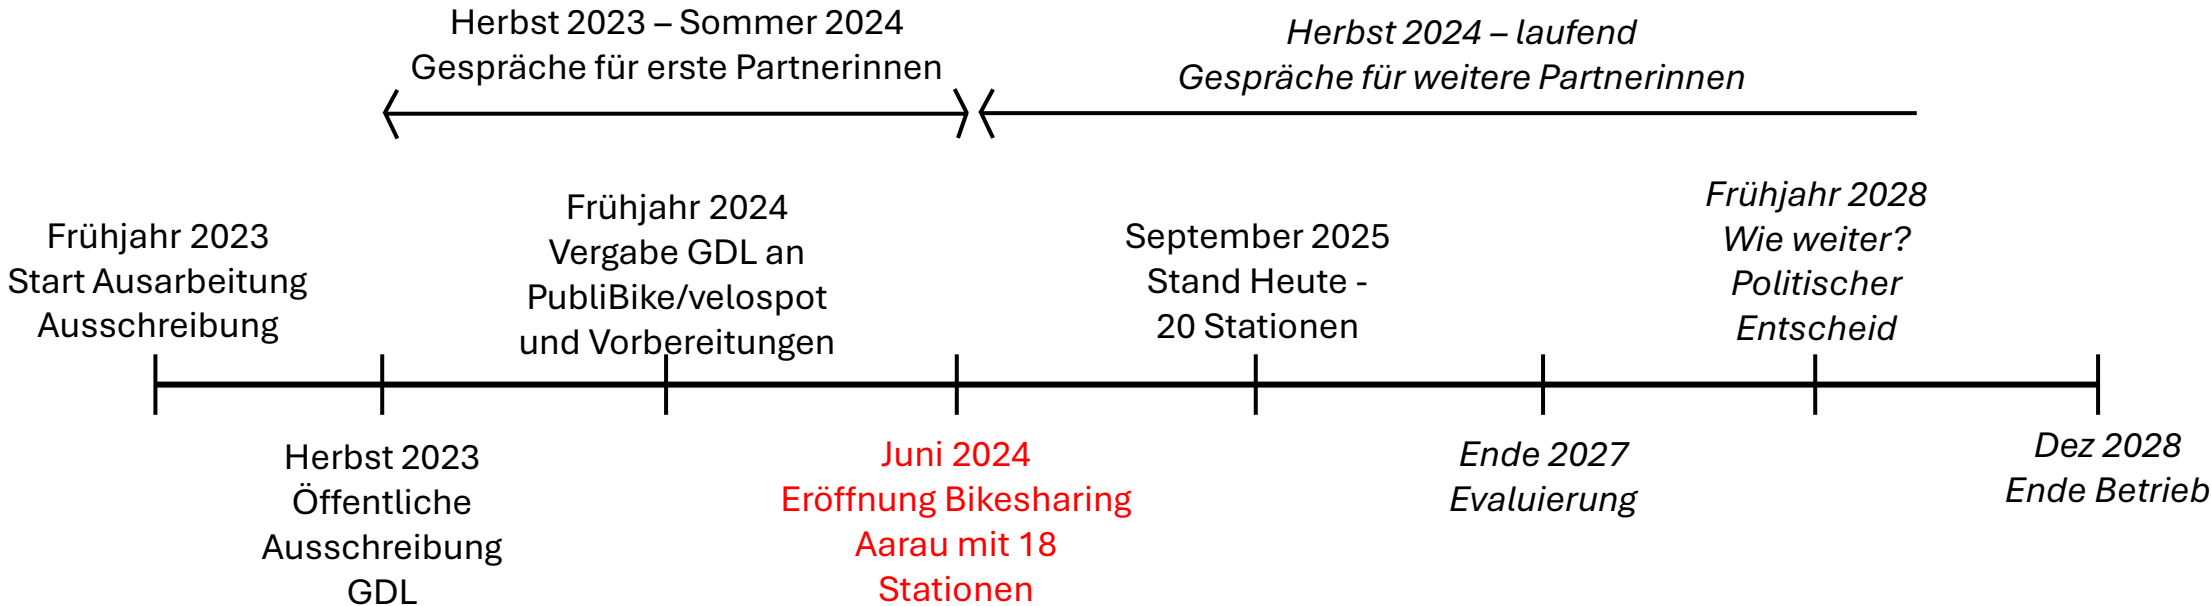 Herbst 2023 – Sommer 2024
Gespräche für erste Partnerinnen
Herbst 2024 – laufend
Gespräche für weitere Partnerinnen
Frühjahr 2023
Start Ausarbeitung
Ausschreibung
Frühjahr 2024
Vergabe GDL an
PubliBike/velospot
und Vorbereitungen
September 2025
Stand Heute -
20 Stationen
Frühjahr 2028
Wie weiter?
Politischer
Entscheid
Herbst 2023
Öffentliche
Ausschreibung
GDL
Juni 2024
Eröffnung Bikesharing
Aarau mit 18
Stationen
Ende 2027
Evaluierung
Dez 2028
Ende Betrieb